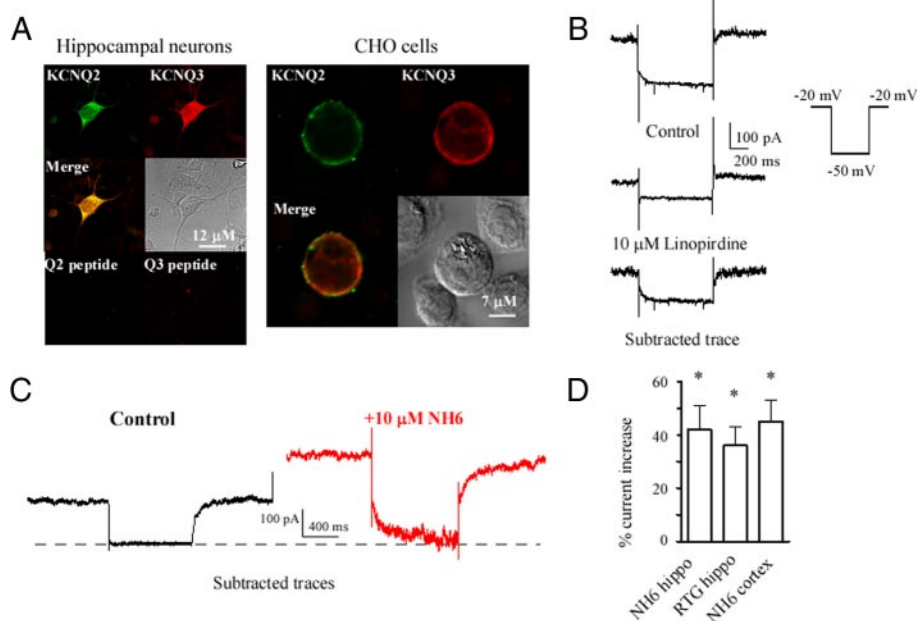 A
Hippocampal neurons
KCNQ2
KCNQ3
Merge
12 µM
Q2 peptide
Q3 peptide
CHO cells
KCNQ2
KCNQ3
Merge
7 µM
B
Control
100 pA
200 ms
-20 mV
-20 mV
-50 mV
10 µM Linopirdine
Subtracted trace
C
Control
+10 µM NH6
100 pA
400 ms
Subtracted traces
D
% current increase
60
40
20
0
* * *
NH6 hippo
RTG hippo
NH6 cortex